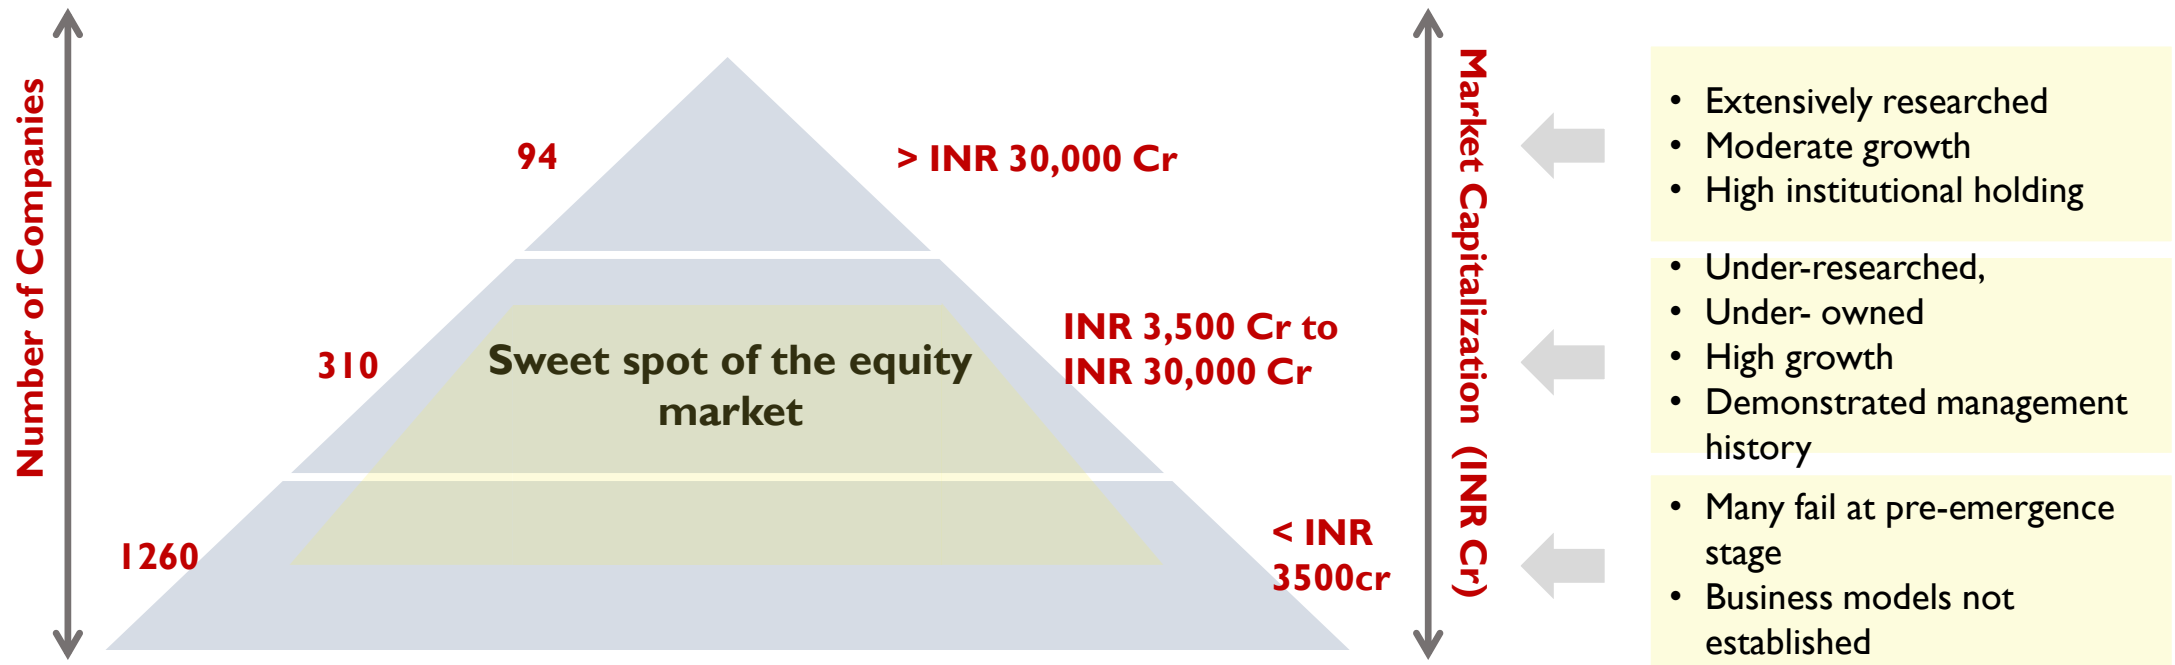 Number of Companies
94
> INR 30,000 Cr
310
Sweet spot of the equity
market
INR 3,500 Cr to
INR 30,000 Cr
1260
< INR
3500cr
Market Capitalization (INR Cr)
• Extensively researched
• Moderate growth
• High institutional holding
• Under-researched,
• Under- owned
• High growth
• Demonstrated management
history
• Many fail at pre-emergence
stage
• Business models not
established